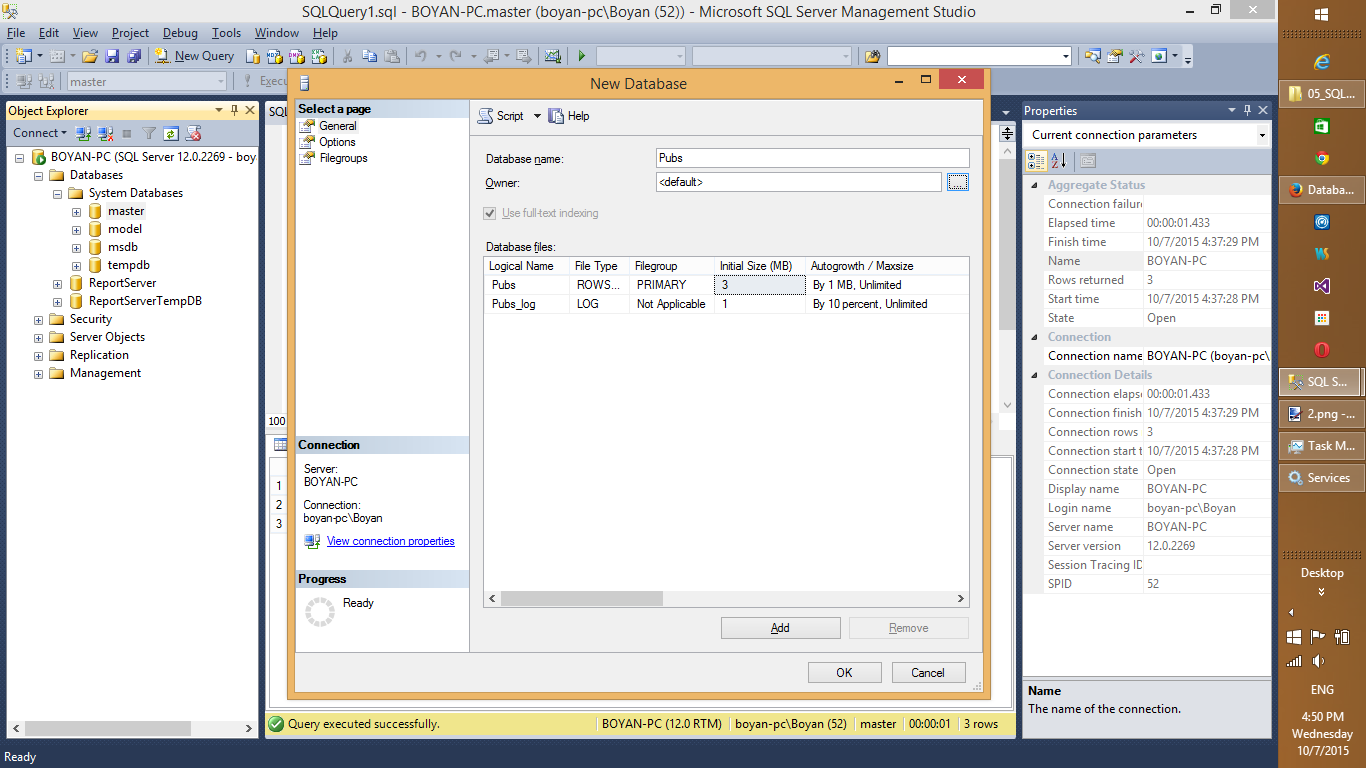 SQLQuery1.sql - BOYAN-PC.master (boyan-pc\Boyan (52)) - Microsoft SQL Server Management Studio
File Edit View Project Debug Tools Window Help
New Query
master
Execu
Object Explorer
Connect
BOYAN-PC (SQL Server 12.0.2269 - boy
Databases
System Databases
master
model
msdb
tempdb
ReportServer
ReportServerTempDB
Security
Server Objects
Replication
Management
SQL
100
1
2
3
New Database
Select a page
General
Options
Filegroups
Connection
Server:
BOYAN-PC
Connection:
boyan-pc\Boyan
View connection properties
Progress
Ready
Script Help
Database name: Pubs
Owner: <default> ...
Use full-text indexing
Database files:
Logical Name File Type Filegroup Initial Size (MB) Autogrowth / Maxsize
Pubs ROWS... PRIMARY 3 By 1 MB, Unlimited
Pubs_log LOG Not Applicable 1 By 10 percent, Unlimited
Add Remove
OK Cancel
Query executed successfully. BOYAN-PC (12.0 RTM) boyan-pc\Boyan (52) master 00:00:01 3 rows
Properties
Current connection parameters
Aggregate Status
Connection failure
Elapsed time 00:00:01.433
Finish time 10/7/2015 4:37:29 PM
Name BOYAN-PC
Rows returned 3
Start time 10/7/2015 4:37:28 PM
State Open
Connection
Connection name BOYAN-PC (boyan-pc\
Connection Details
Connection elapse 00:00:01.433
Connection finish 10/7/2015 4:37:29 PM
Connection rows 3
Connection start t 10/7/2015 4:37:28 PM
Connection state Open
Display name BOYAN-PC
Login name boyan-pc\Boyan
Server name BOYAN-PC
Server version 12.0.2269
Session Tracing ID
SPID 52
Name
The name of the connection.
Ready
05_SQL...
Databa...
WS
SQL S...
2.png -...
Task M...
Services
Desktop
ENG
4:50 PM
Wednesday
10/7/2015